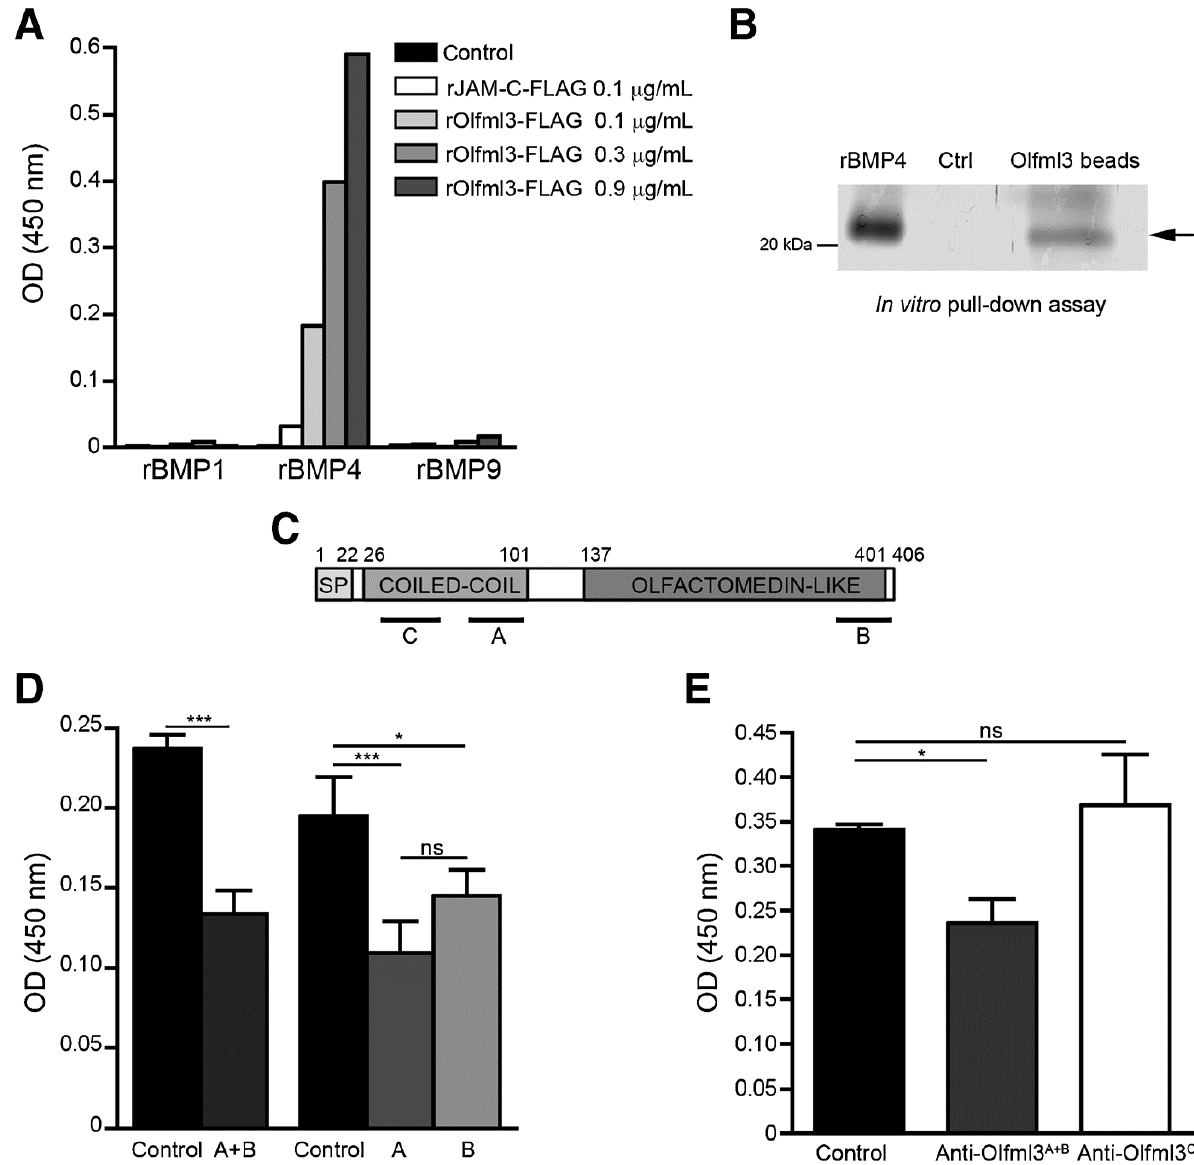 A
0.6
0.5
0.4
0.3
0.2
0.1
0
OD (450 nm)
Control
rJAM-C-FLAG 0.1 µg/mL
rOlfml3-FLAG 0.1 µg/mL
rOlfml3-FLAG 0.3 µg/mL
rOlfml3-FLAG 0.9 µg/mL
rBMP1 rBMP4 rBMP9
B
rBMP4 Ctrl Olfml3 beads
20 kDa
In vitro pull-down assay
C
1 22 26 101 137 401 406
SP COILED-COIL OLFACTOMEDIN-LIKE
C A B
D
0.25
0.20
0.15
0.10
0.05
0
OD (450 nm)
***
*
***
ns
Control A+B Control A B
E
0.45
0.40
0.35
0.30
0.25
0.20
0.15
0.10
0.05
0
OD (450 nm)
ns
*
Control Anti-Olfml3A+B Anti-Olfml3C